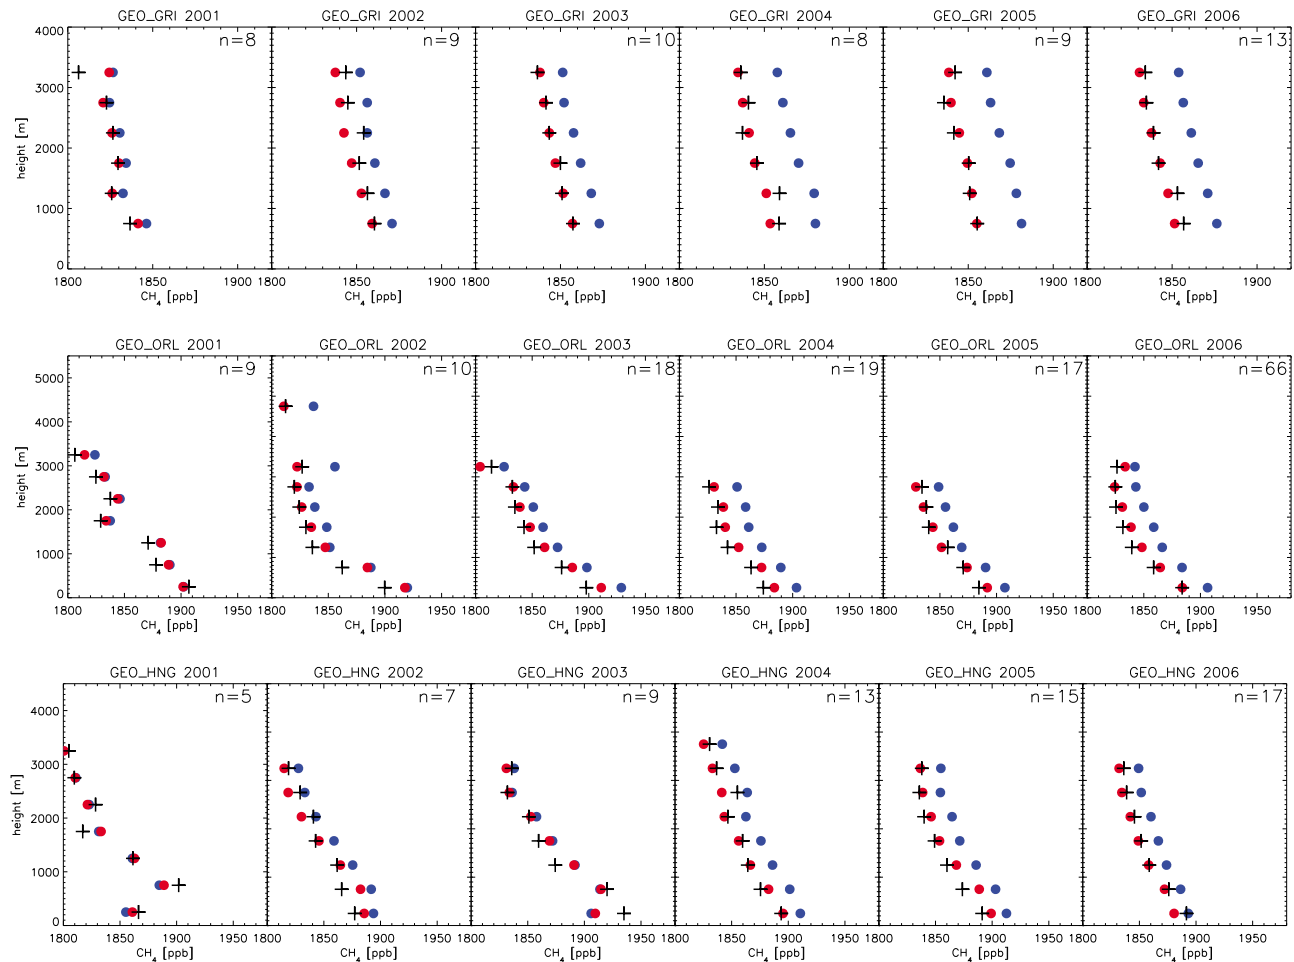 GEO_GRI 2001 GEO_GRI 2002 GEO_GRI 2003 GEO_GRI 2004 GEO_GRI 2005 GEO_GRI 2006
4000 n=8 n=9 n=10 n=8 n=9 n=13
3000
height [m]
2000
1000
0
1800 1850 1900 1800 1850 1900 1800 1850 1900 1800 1850 1900 1800 1850 1900 1800 1850 1900
CH4 [ppb] CH4 [ppb] CH4 [ppb] CH4 [ppb] CH4 [ppb] CH4 [ppb]
GEO_ORL 2001 GEO_ORL 2002 GEO_ORL 2003 GEO_ORL 2004 GEO_ORL 2005 GEO_ORL 2006
n=9 n=10 n=18 n=19 n=17 n=66
5000
4000
3000
height [m]
2000
1000
0
1800 1850 1900 1950 1800 1850 1900 1950 1800 1850 1900 1950 1800 1850 1900 1950 1800 1850 1900 1950 1800 1850 1900 1950
CH4 [ppb] CH4 [ppb] CH4 [ppb] CH4 [ppb] CH4 [ppb] CH4 [ppb]
GEO_HNG 2001 GEO_HNG 2002 GEO_HNG 2003 GEO_HNG 2004 GEO_HNG 2005 GEO_HNG 2006
n=5 n=7 n=9 n=13 n=15 n=17
4000
3000
height [m]
2000
1000
0
1800 1850 1900 1950 1800 1850 1900 1950 1800 1850 1900 1950 1800 1850 1900 1950 1800 1850 1900 1950 1800 1850 1900 1950
CH4 [ppb] CH4 [ppb] CH4 [ppb] CH4 [ppb] CH4 [ppb] CH4 [ppb]